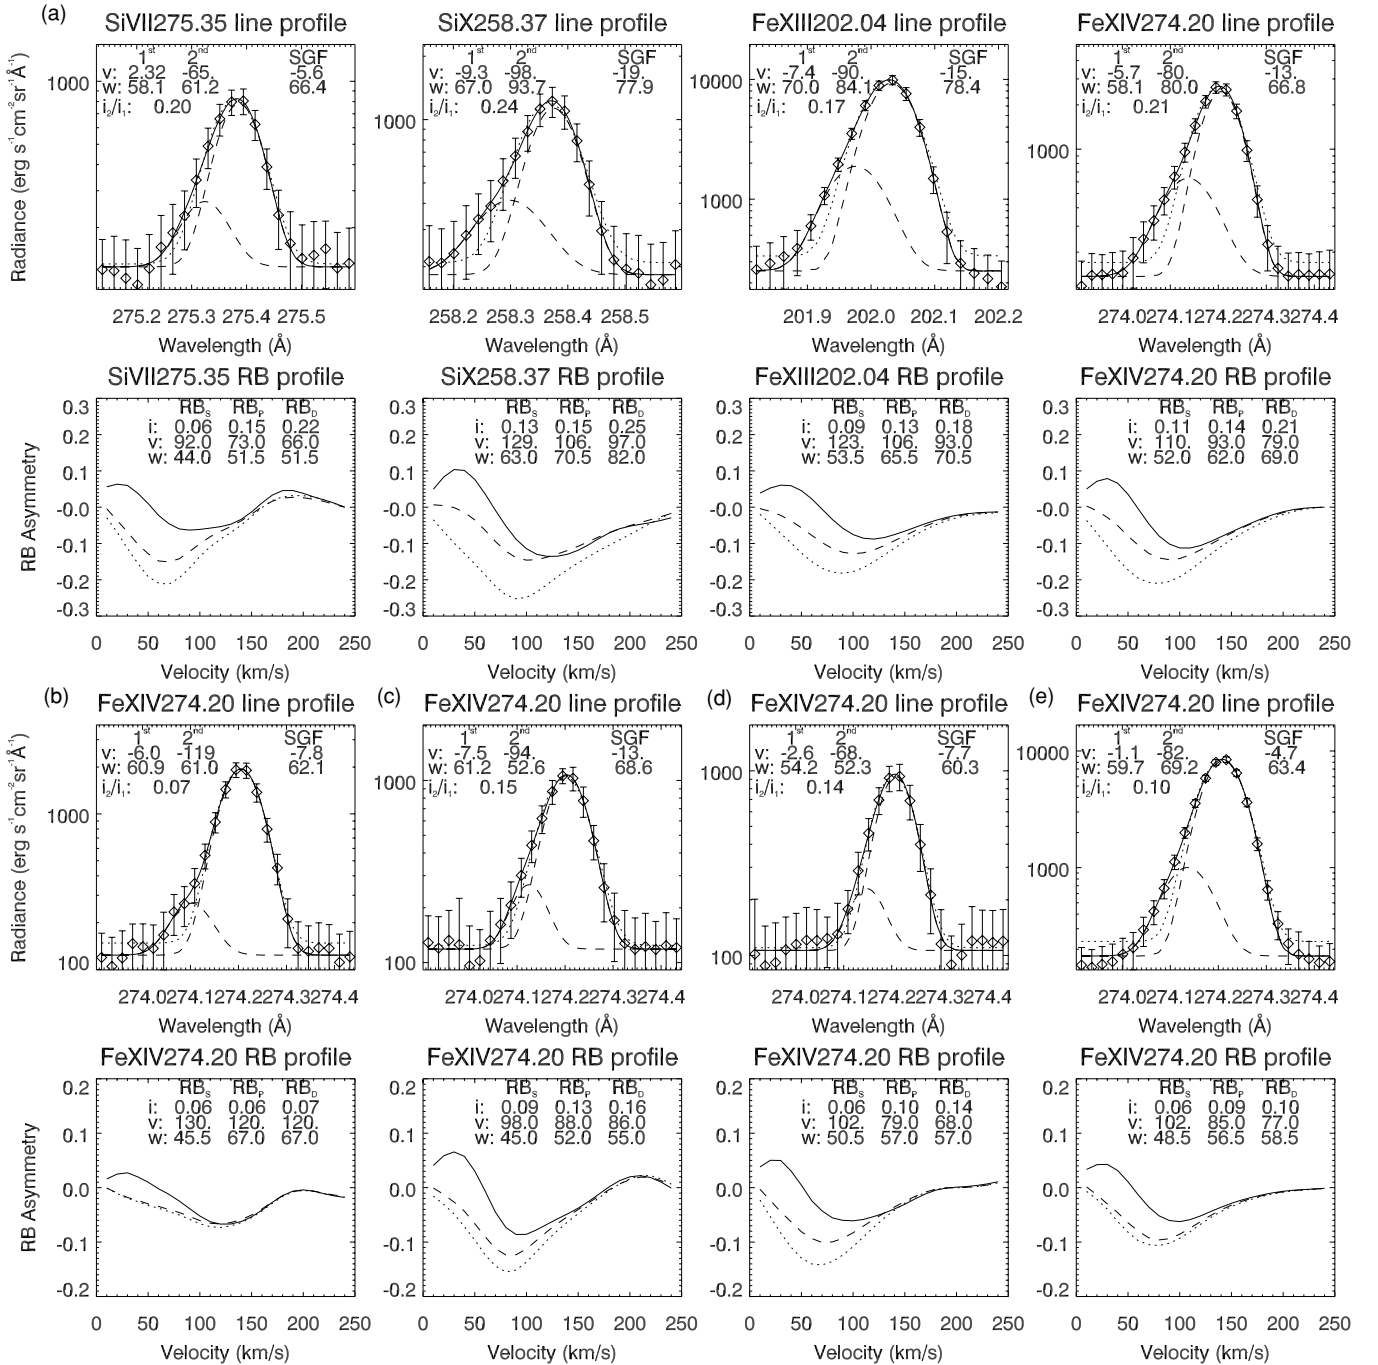 (a)
SiVII275.35 line profile
SiX258.37 line profile
FeXIII202.04 line profile
FeXIV274.20 line profile
Radiance (erg s⁻¹cm⁻²sr⁻¹Å⁻¹)
1000
1st 2nd SGF
v: 2.32 -65. -5.6
w: 58.1 61.2 66.4
i₂/i₁: 0.20
275.2 275.3 275.4 275.5
Wavelength (Å)
1000
1st 2nd SGF
v: -9.3 -98. -19.
w: 67.0 93.7 77.9
i₂/i₁: 0.24
258.2 258.3 258.4 258.5
Wavelength (Å)
10000
1000
1st 2nd SGF
v: -7.4 -90. -15.
w: 70.0 84.1 78.4
i₂/i₁: 0.17
201.9 202.0 202.1 202.2
Wavelength (Å)
1000
1st 2nd SGF
v: -5.7 -80. -13.
w: 58.1 80.0 66.8
i₂/i₁: 0.21
274.0274.1274.2274.3274.4
Wavelength (Å)
SiVII275.35 RB profile
SiX258.37 RB profile
FeXIII202.04 RB profile
FeXIV274.20 RB profile
RB Asymmetry
0.3
0.2
0.1
-0.0
-0.1
-0.2
-0.3
RBS RBP RBD
i: 0.06 0.15 0.22
v: 92.0 73.0 66.0
w: 44.0 51.5 51.5
0 50 100 150 200 250
Velocity (km/s)
0.3
0.2
0.1
-0.0
-0.1
-0.2
-0.3
RBS RBP RBD
i: 0.13 0.15 0.25
v: 129. 106. 97.0
w: 63.0 70.5 82.0
0 50 100 150 200 250
Velocity (km/s)
0.3
0.2
0.1
-0.0
-0.1
-0.2
-0.3
RBS RBP RBD
i: 0.09 0.13 0.18
v: 123. 106. 93.0
w: 53.5 65.5 70.5
0 50 100 150 200 250
Velocity (km/s)
0.3
0.2
0.1
-0.0
-0.1
-0.2
-0.3
RBS RBP RBD
i: 0.11 0.14 0.21
v: 110. 93.0 79.0
w: 52.0 62.0 69.0
0 50 100 150 200 250
Velocity (km/s)
(b)
FeXIV274.20 line profile
(c)
FeXIV274.20 line profile
(d)
FeXIV274.20 line profile
(e)
FeXIV274.20 line profile
Radiance (erg s⁻¹cm⁻²sr⁻¹Å⁻¹)
1000
100
1st 2nd SGF
v: -6.0 -119 -7.8
w: 60.9 61.0 62.1
i₂/i₁: 0.07
274.0274.1274.2274.3274.4
Wavelength (Å)
1000
100
1st 2nd SGF
v: -7.5 -94. -13.
w: 61.2 52.6 68.6
i₂/i₁: 0.15
274.0274.1274.2274.3274.4
Wavelength (Å)
1000
100
1st 2nd SGF
v: -2.6 -68. -7.7
w: 54.2 52.3 60.3
i₂/i₁: 0.14
274.0274.1274.2274.3274.4
Wavelength (Å)
10000
1000
1st 2nd SGF
v: -1.1 -82. -4.7
w: 59.7 69.2 63.4
i₂/i₁: 0.10
274.0274.1274.2274.3274.4
Wavelength (Å)
FeXIV274.20 RB profile
FeXIV274.20 RB profile
FeXIV274.20 RB profile
FeXIV274.20 RB profile
RB Asymmetry
0.2
0.1
0.0
-0.1
-0.2
RBS RBP RBD
i: 0.06 0.06 0.07
v: 130. 120. 120.
w: 45.5 67.0 67.0
0 50 100 150 200 250
Velocity (km/s)
0.2
0.1
0.0
-0.1
-0.2
RBS RBP RBD
i: 0.09 0.13 0.16
v: 98.0 88.0 86.0
w: 45.0 52.0 55.0
0 50 100 150 200 250
Velocity (km/s)
0.2
0.1
0.0
-0.1
-0.2
RBS RBP RBD
i: 0.06 0.10 0.14
v: 102. 79.0 68.0
w: 50.5 57.0 57.0
0 50 100 150 200 250
Velocity (km/s)
0.2
0.1
0.0
-0.1
-0.2
RBS RBP RBD
i: 0.06 0.09 0.10
v: 102. 85.0 77.0
w: 48.5 56.5 58.5
0 50 100 150 200 250
Velocity (km/s)